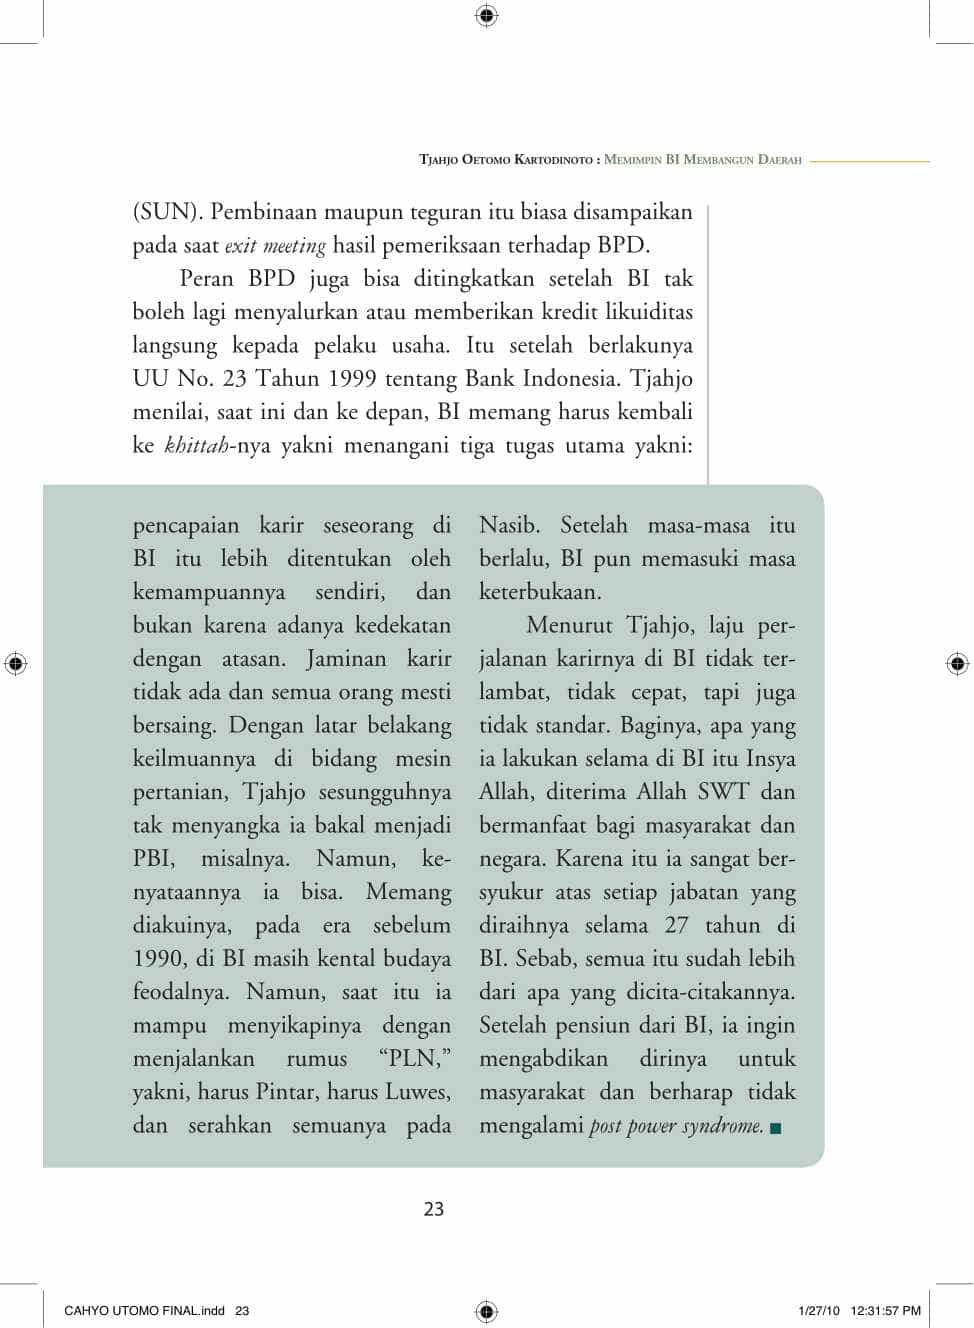 Tjahjo Oetomo Kartodinoto : Memimpin BI Membangun Daerah
(SUN). Pembinaan maupun teguran itu biasa disampaikan
pada saat exit meeting hasil pemeriksaan terhadap BPD.
Peran BPD juga bisa ditingkatkan setelah BI tak
boleh lagi menyalurkan atau memberikan kredit likuiditas
langsung kepada pelaku usaha. Itu setelah berlakunya
UU No. 23 Tahun 1999 tentang Bank Indonesia. Tjahjo
menilai, saat ini dan ke depan, BI memang harus kembali
ke khittah-nya yakni menangani tiga tugas utama yakni:
pencapaian karir seseorang di
BI itu lebih ditentukan oleh
kemampuannya sendiri, dan
bukan karena adanya kedekatan
dengan atasan. Jaminan karir
tidak ada dan semua orang mesti
bersaing. Dengan latar belakang
keilmuannya di bidang mesin
pertanian, Tjahjo sesungguhnya
tak menyangka ia bakal menjadi
PBI, misalnya. Namun, ke-
nyataannya ia bisa. Memang
diakuinya, pada era sebelum
1990, di BI masih kental budaya
feodalnya. Namun, saat itu ia
mampu menyikapinya dengan
menjalankan rumus “PLN,”
yakni, harus Pintar, harus Luwes,
dan serahkan semuanya pada
Nasib. Setelah masa-masa itu
berlalu, BI pun memasuki masa
keterbukaan.
Menurut Tjahjo, laju per-
jalanan karirnya di BI tidak ter-
lambat, tidak cepat, tapi juga
tidak standar. Baginya, apa yang
ia lakukan selama di BI itu Insya
Allah, diterima Allah SWT dan
bermanfaat bagi masyarakat dan
negara. Karena itu ia sangat ber-
syukur atas setiap jabatan yang
diraihnya selama 27 tahun di
BI. Sebab, semua itu sudah lebih
dari apa yang dicita-citakannya.
Setelah pensiun dari BI, ia ingin
mengabdikan dirinya untuk
masyarakat dan berharap tidak
mengalami post power syndrome.
23
CAHYO UTOMO FINAL.indd 23
1/27/10 12:31:57 PM